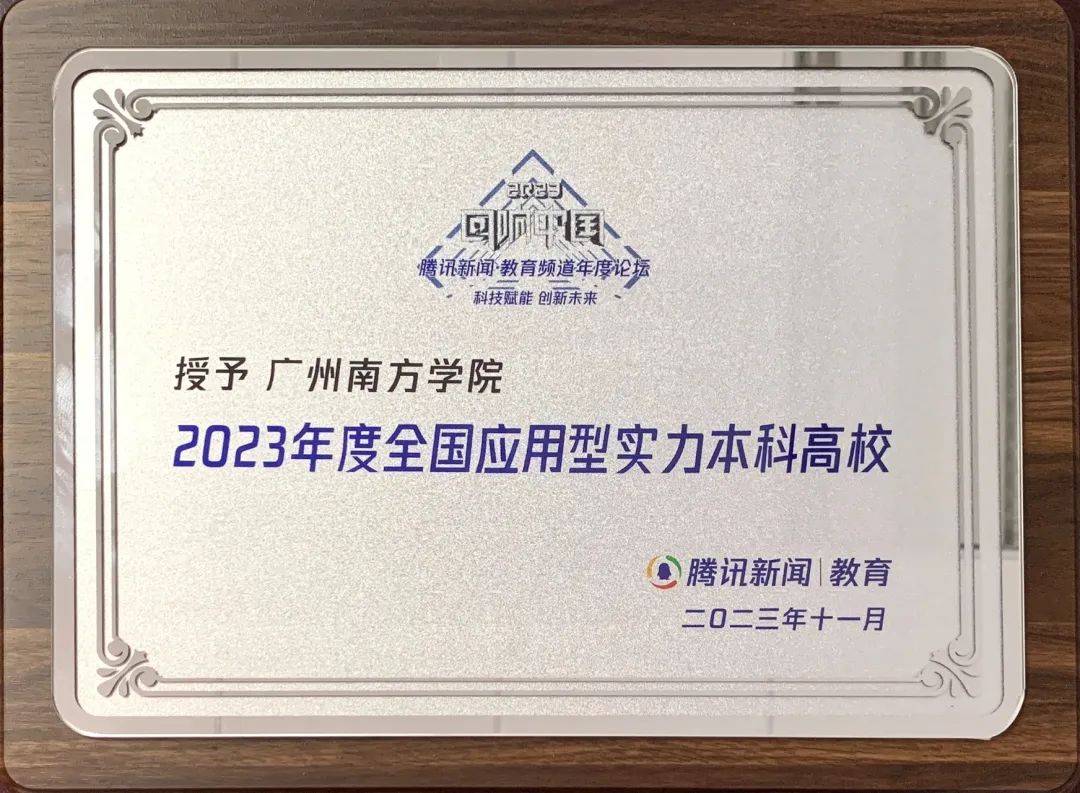 2023
回响中国
腾讯新闻·教育频道年度论坛
科技赋能 创新未来
授予 广州南方学院
2023年度全国应用型实力本科高校
腾讯新闻|教育
二〇二三年十一月